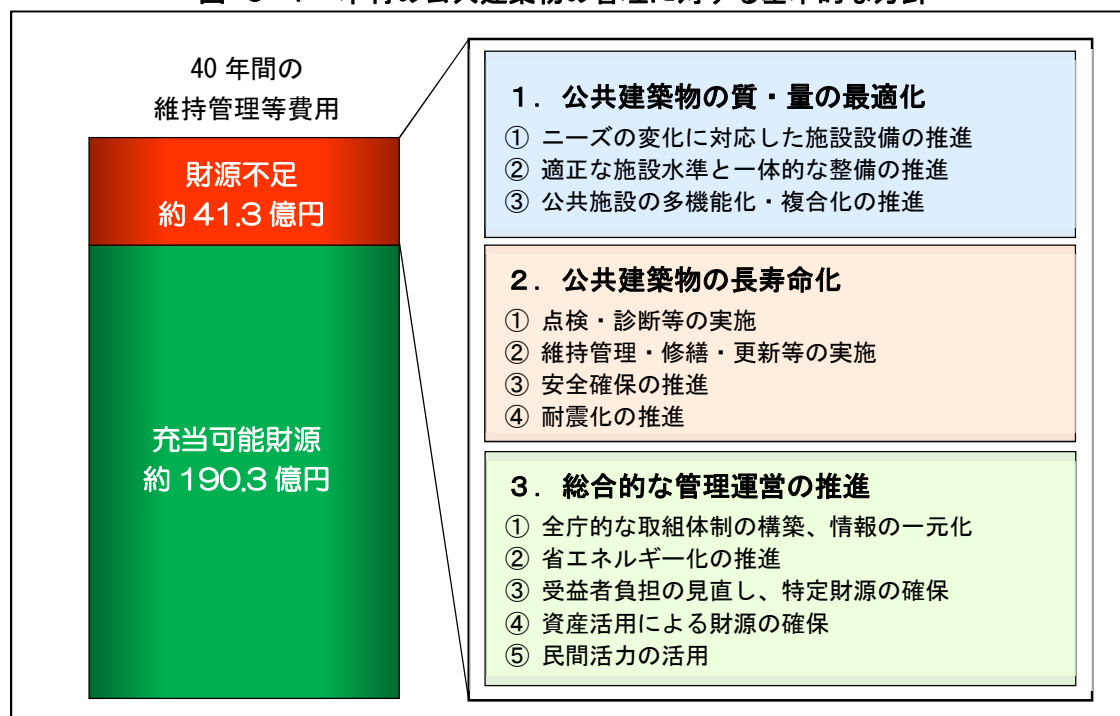 40 年間の
維持管理等費用
財源不足
約 41.3 億円
充当可能財源
約 190.3 億円
１．公共建築物の質・量の最適化
① ニーズの変化に対応した施設設備の推進
② 適正な施設水準と一体的な整備の推進
③ 公共施設の多機能化・複合化の推進
２．公共建築物の長寿命化
① 点検・診断等の実施
② 維持管理・修繕・更新等の実施
③ 安全確保の推進
④ 耐震化の推進
３．総合的な管理運営の推進
① 全庁的な取組体制の構築、情報の一元化
② 省エネルギー化の推進
③ 受益者負担の見直し、特定財源の確保
④ 資産活用による財源の確保
⑤ 民間活力の活用